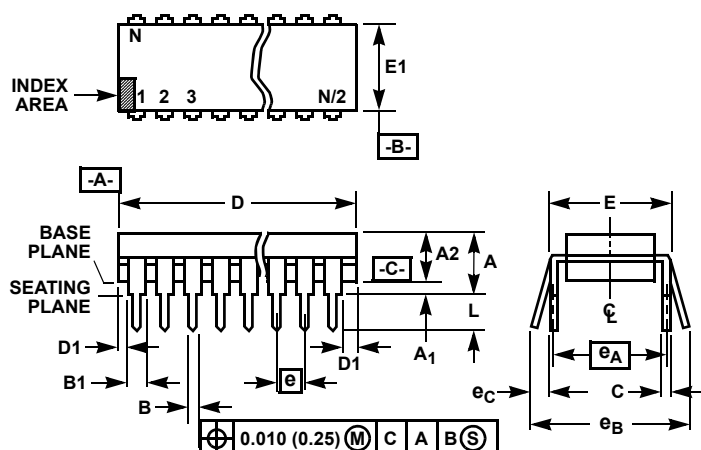 N
INDEX
AREA
1 2 3 N/2
E1
-B-
-A-
D
E
BASE
PLANE
A2
A
-C-
SEATING
PLANE
L
C
L
D1
A1
D1
eA
B1
e
eC
C
B
eB
0.010 (0.25) M C A B S